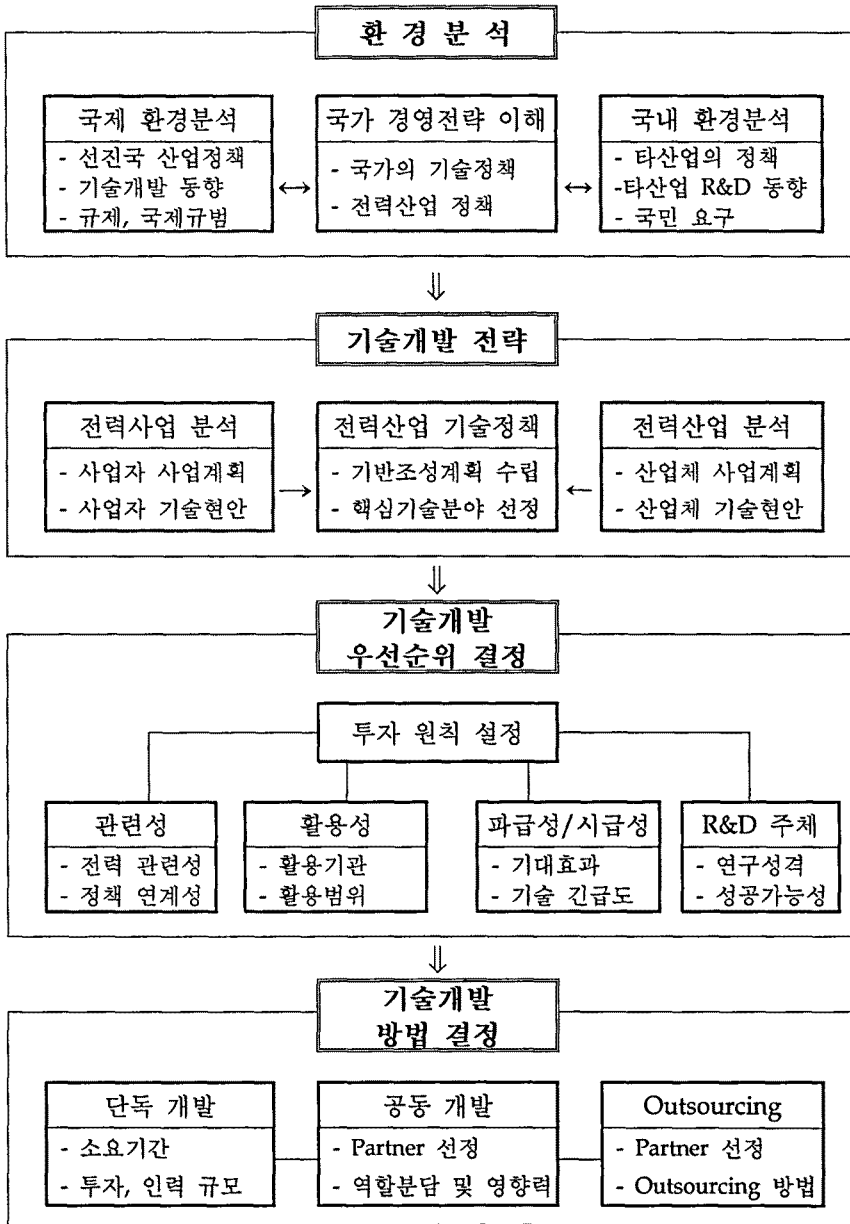 환 경 분 석
국제 환경분석
- 선진국 산업정책
- 기술개발 동향
- 규제, 국제규범
↔
국가 경영전략 이해
- 국가의 기술정책
- 전력산업 정책
↔
국내 환경분석
- 타산업의 정책
-타산업 R&D 동향
- 국민 요구
⇓
기술개발 전략
전력사업 분석
- 사업자 사업계획
- 사업자 기술현안
→
전력산업 기술정책
- 기반조성계획 수립
- 핵심기술분야 선정
←
전력산업 분석
- 산업체 사업계획
- 산업체 기술현안
⇓
기술개발
우선순위 결정
투자 원칙 설정
관련성
- 전력 관련성
- 정책 연계성
활용성
- 활용기관
- 활용범위
파급성/시급성
- 기대효과
- 기술 긴급도
R&D 주체
- 연구성격
- 성공가능성
⇓
기술개발
방법 결정
단독 개발
- 소요기간
- 투자, 인력 규모
공동 개발
- Partner 선정
- 역할분담 및 영향력
Outsourcing
- Partner 선정
- Outsourcing 방법